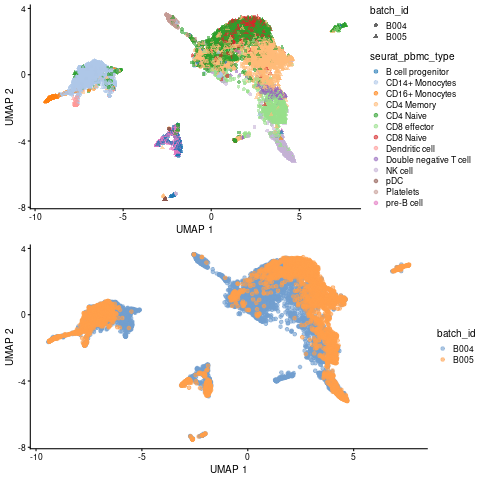 batch_id
B004
B005
seurat_pbmc_type
B cell progenitor
CD14+ Monocytes
CD16+ Monocytes
CD4 Memory
CD4 Naive
CD8 effector
CD8 Naive
Dendritic cell
Double negative T cell
NK cell
pDC
Platelets
pre-B cell
4
0
-4
-8
UMAP 2
-10
-5
0
5
UMAP 1
4
0
-4
-8
UMAP 2
-10
-5
0
5
UMAP 1
batch_id
B004
B005